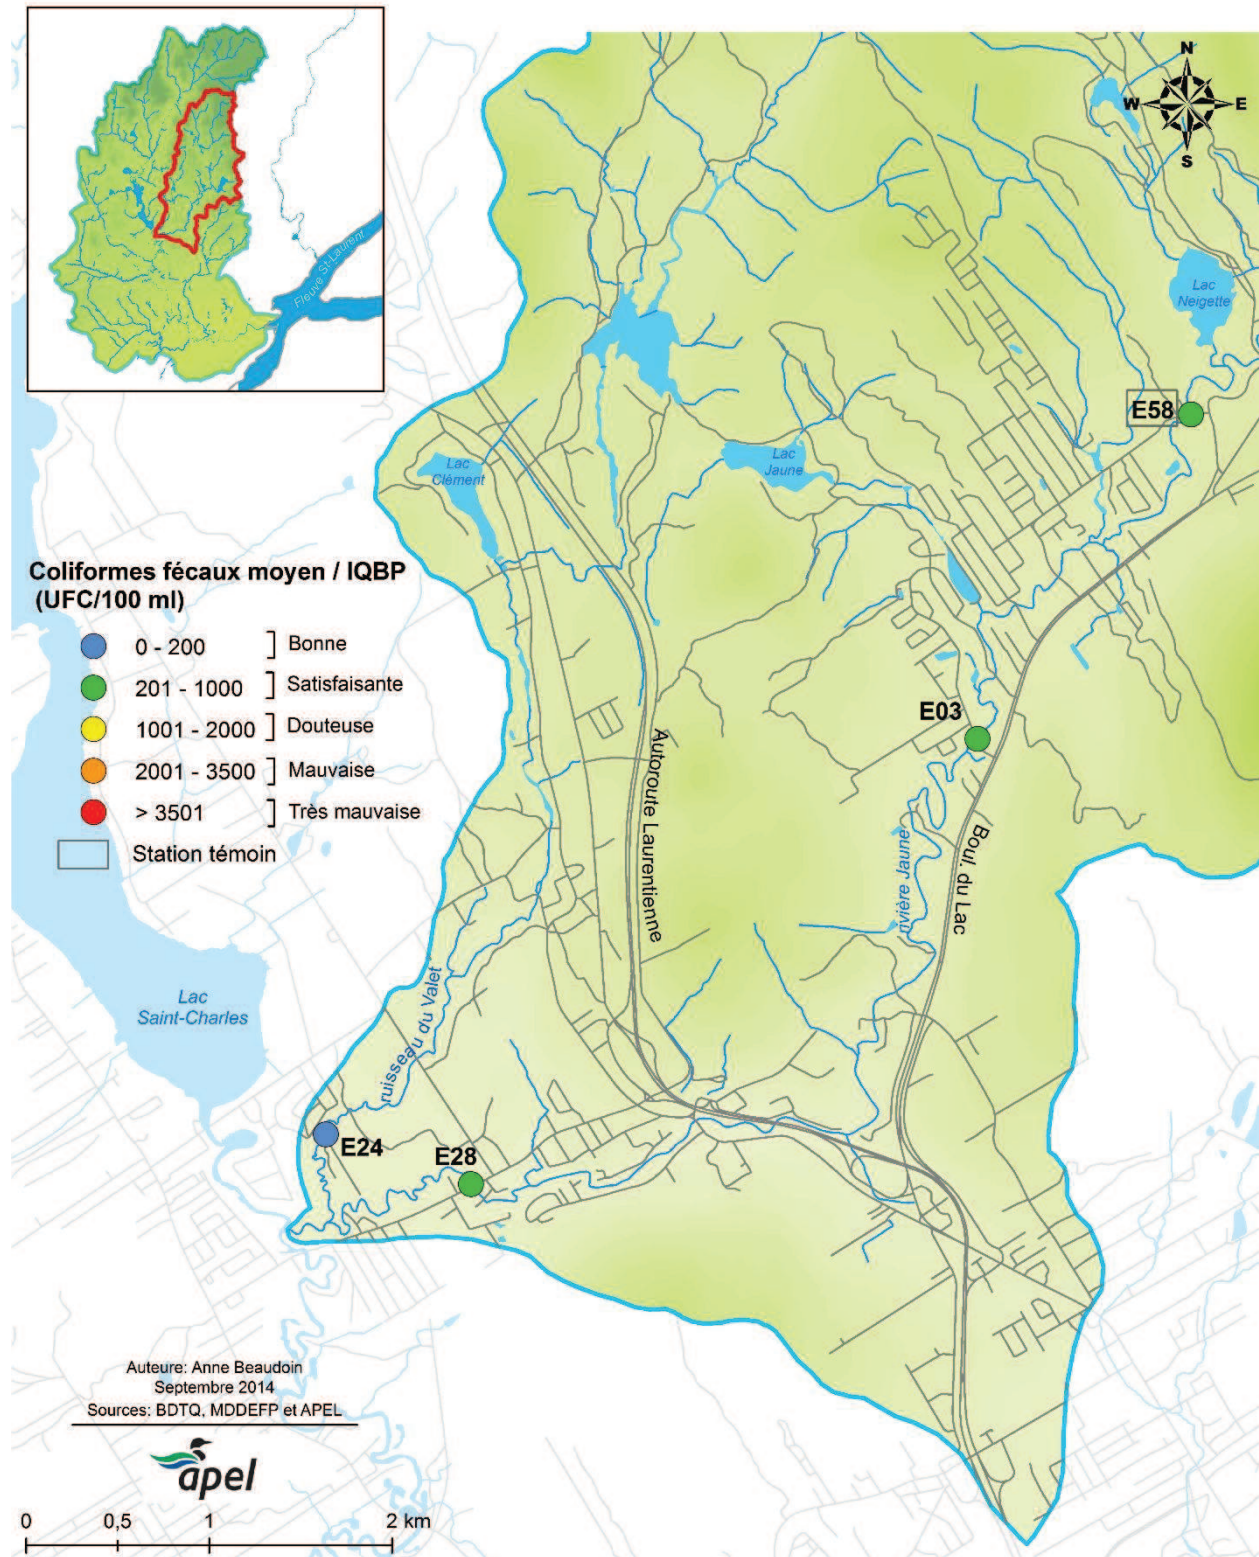 Fleuve St-Laurent
N
W
E
S
Lac
Neigette
E58
Lac
Clément
Lac
Jaune
Coliformes fécaux moyen / IQBP
(UFC/100 ml)
0 - 200 ] Bonne
201 - 1000 ] Satisfaisante
1001 - 2000 ] Douteuse
2001 - 3500 ] Mauvaise
> 3501 ] Très mauvaise
Station témoin
E03
Autoroute Laurentienne
rivière Jaune
Boul. du Lac
Lac
Saint-Charles
ruisseau du Valet
E24
E28
Auteure: Anne Beaudoin
Septembre 2014
Sources: BDTQ, MDDEFP et APEL
apel
0 0,5 1 2 km